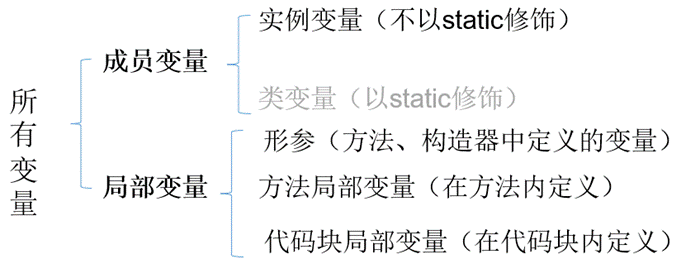 所有变量
成员变量
实例变量（不以static修饰）
类变量（以static修饰）
局部变量
形参（方法、构造器中定义的变量）
方法局部变量（在方法内定义）
代码块局部变量（在代码块内定义）